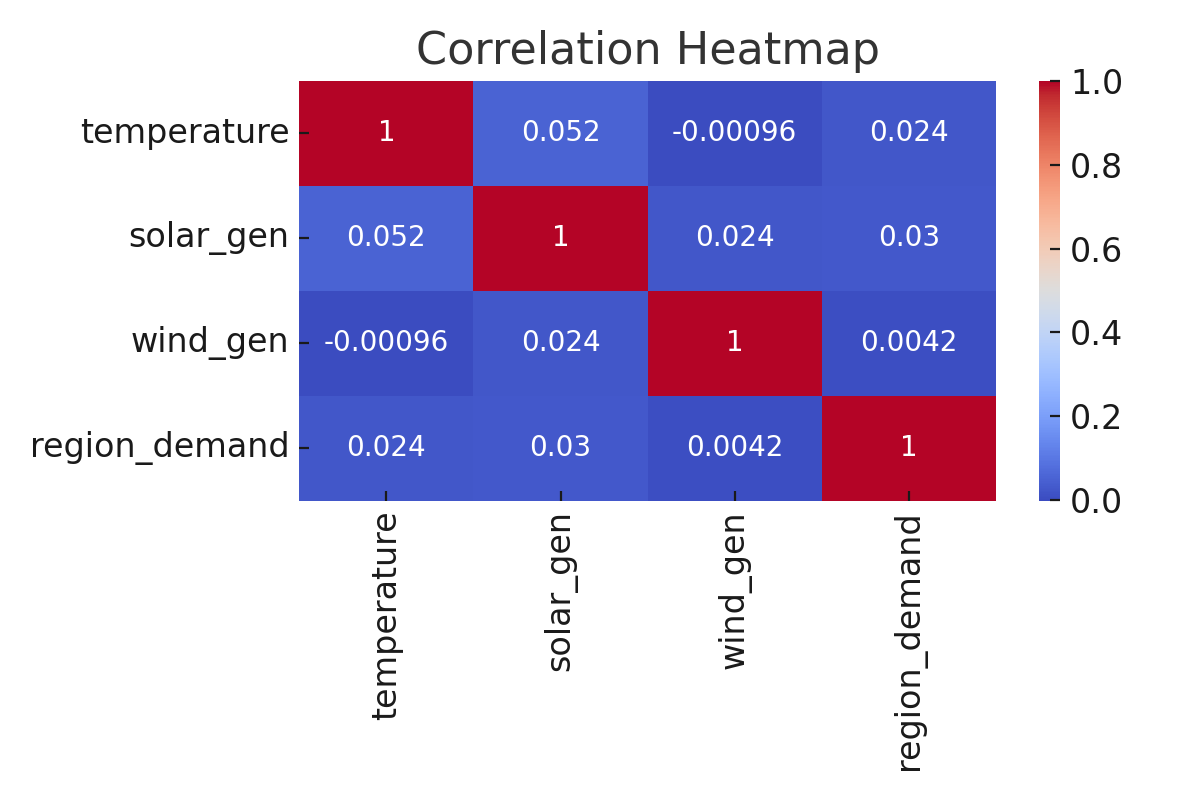 Correlation Heatmap
temperature 1 0.052 -0.00096 0.024
solar_gen 0.052 1 0.024 0.03
wind_gen -0.00096 0.024 1 0.0042
region_demand 0.024 0.03 0.0042 1
temperature
solar_gen
wind_gen
region_demand
1.0
0.8
0.6
0.4
0.2
0.0